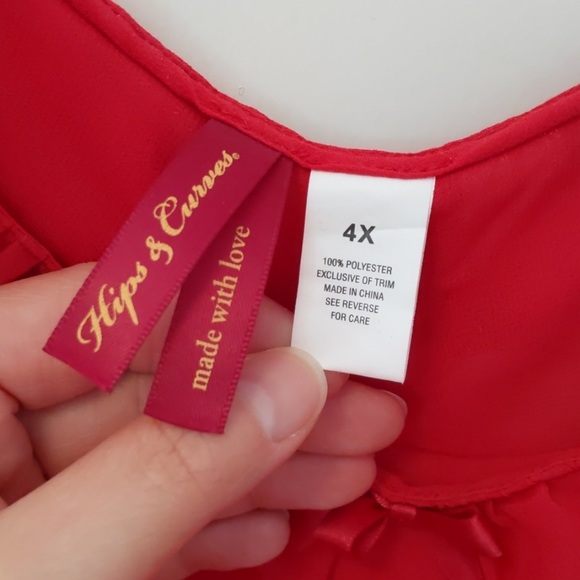 Hips & Curves®
made with love
4X
100% POLYESTER
EXCLUSIVE OF TRIM
MADE IN CHINA
SEE REVERSE
FOR CARE